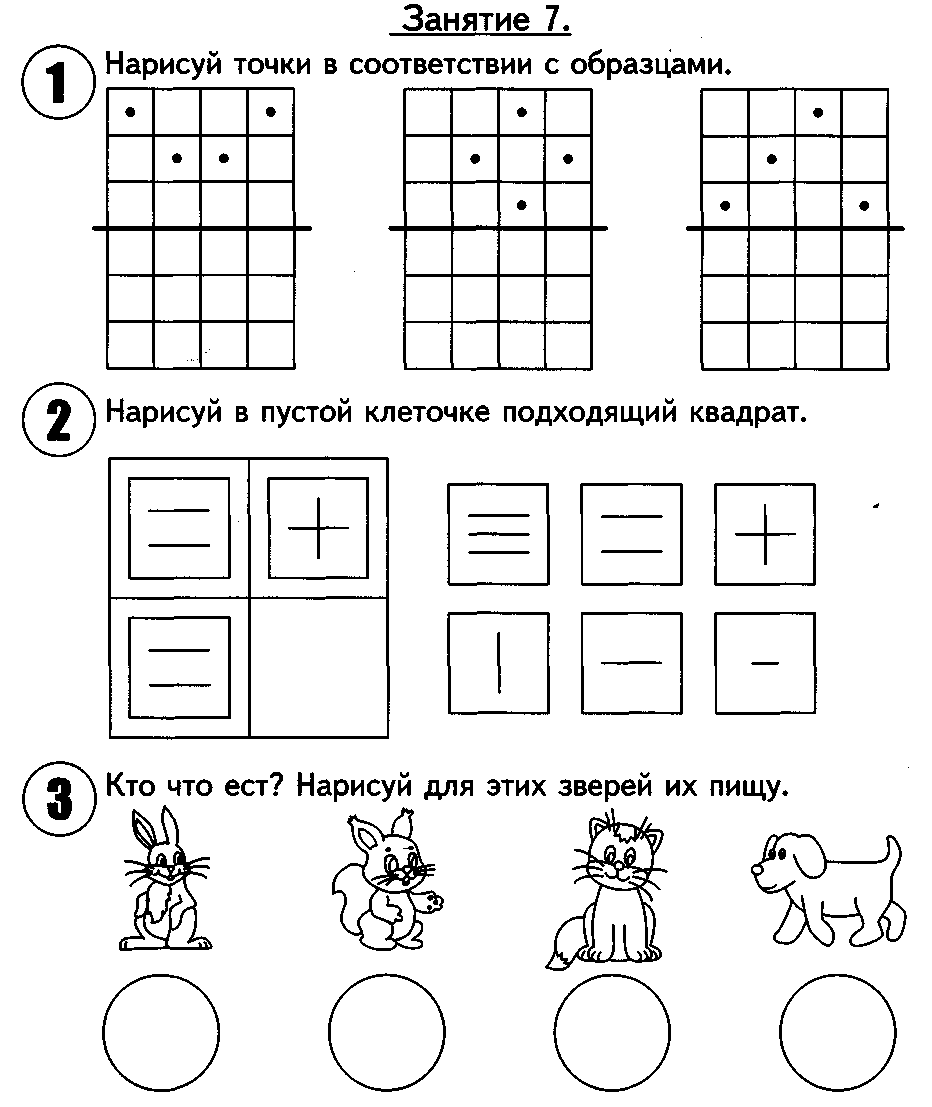 Занятие 7.
1 Нарисуй точки в соответствии с образцами.
2 Нарисуй в пустой клеточке подходящий квадрат.
3 Кто что ест? Нарисуй для этих зверей их пищу.